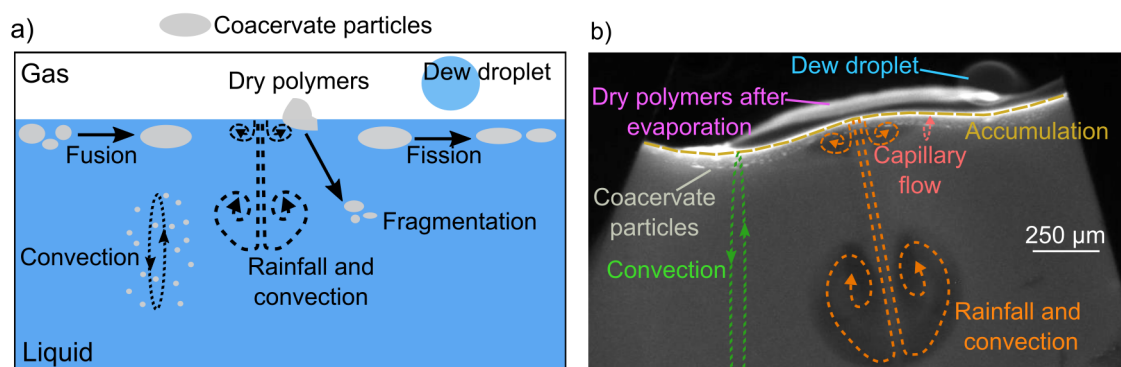 a)
Coacervate particles
Gas
Dry polymers
Dew droplet
Fusion
Fission
Fragmentation
Convection
Rainfall and
convection
Liquid
b)
Dew droplet
Dry polymers after
evaporation
Accumulation
Capillary
flow
Coacervate
particles
250 µm
Convection
Rainfall and
convection